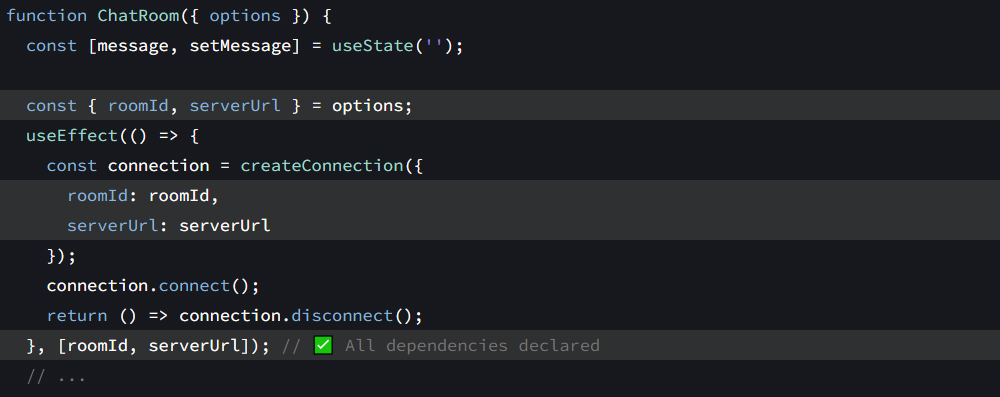 function ChatRoom({ options }) {
  const [message, setMessage] = useState('');

  const { roomId, serverUrl } = options;
  useEffect(() => {
    const connection = createConnection({
      roomId: roomId,
      serverUrl: serverUrl
    });
    connection.connect();
    return () => connection.disconnect();
  }, [roomId, serverUrl]); // ✅ All dependencies declared
  // ...